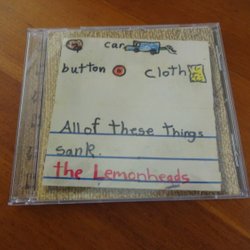 car
button cloth
All of these things
sank.
the Lemonheads